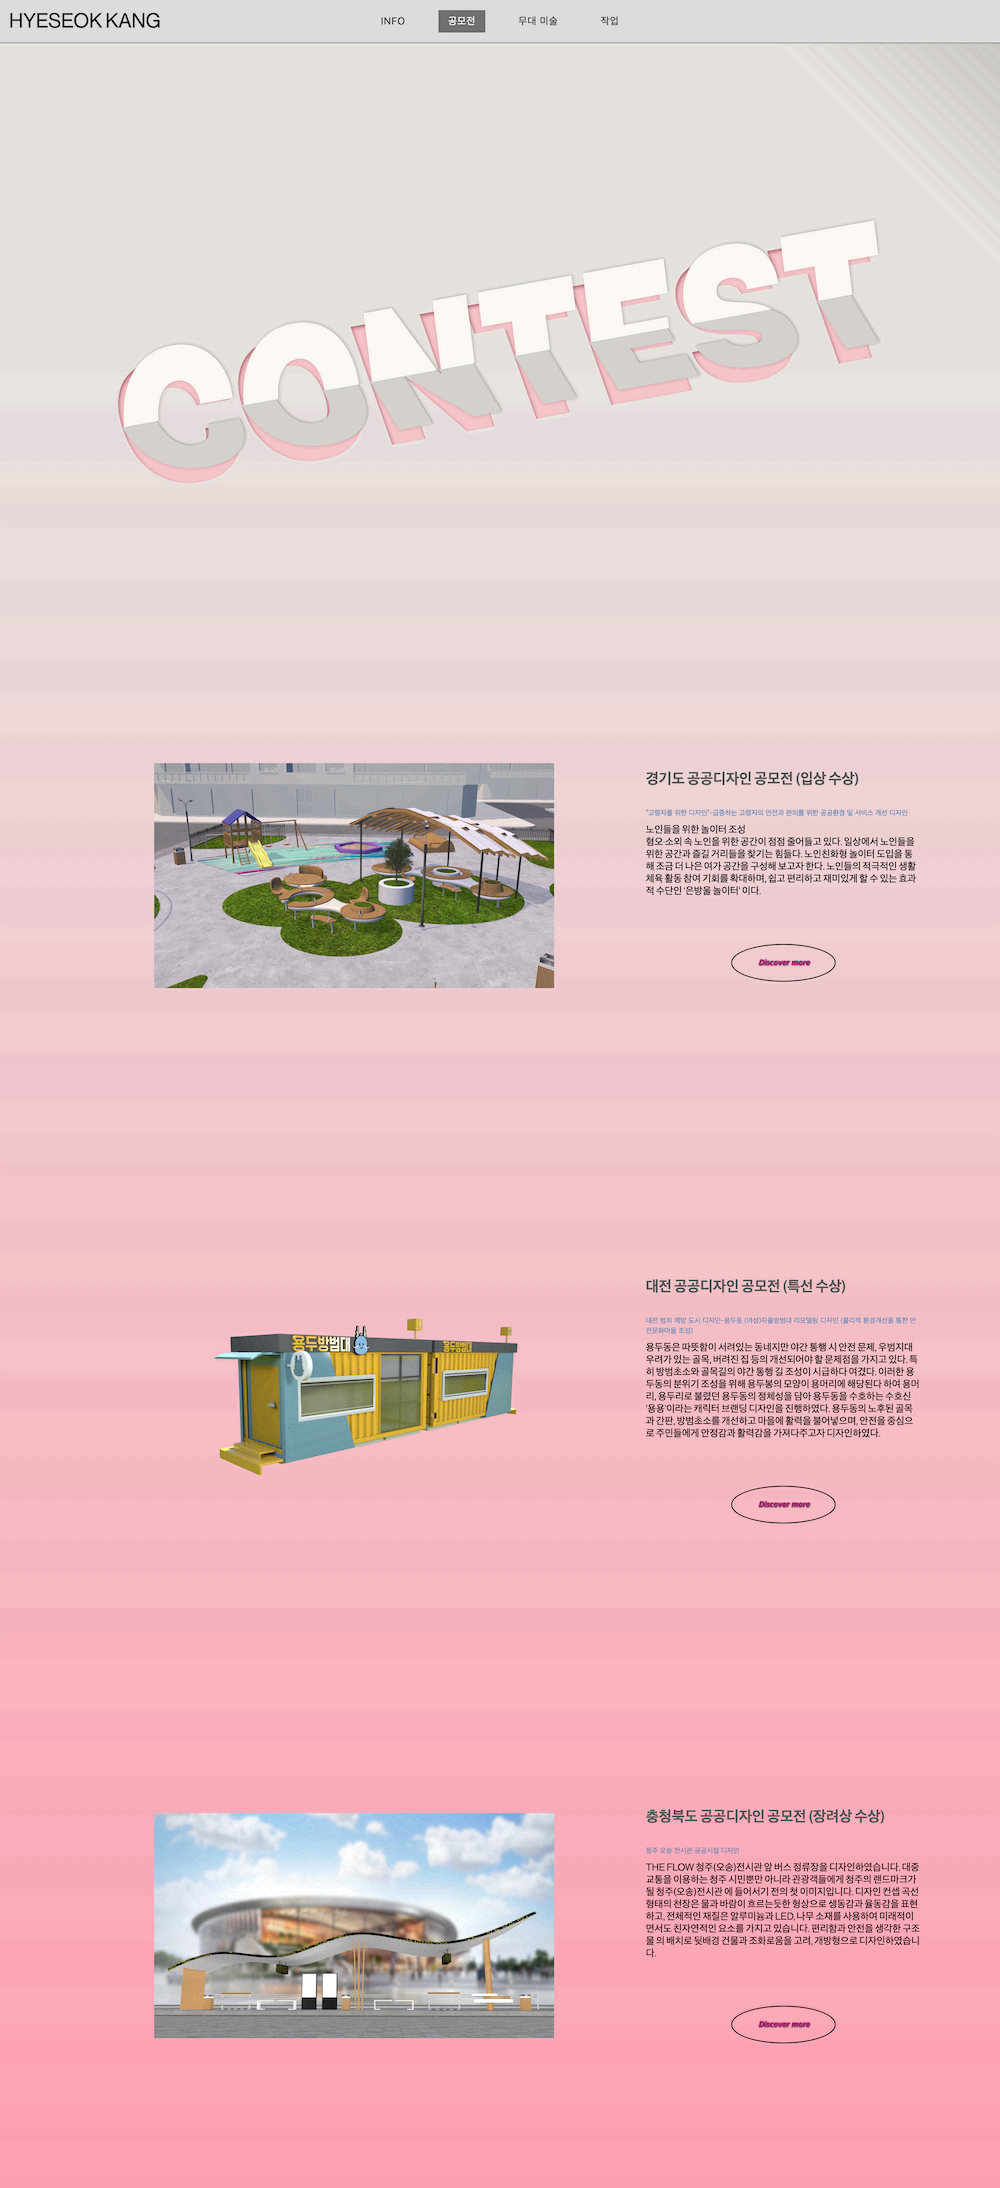 HYESEOK KANG
INFO
공모전
무대 미술
작업
CONTEST
경기도 공공디자인 공모전 (입상 수상)
"고령자를 위한 디자인"-급증하는 고령자의 안전과 편의를 위한 공공환경 및 서비스 개선 디자인
노인들을 위한 놀이터 조성
혐오·소외 속 노인을 위한 공간이 점점 줄어들고 있다. 일상에서 노인들을
위한 공간과 즐길 거리들을 찾기는 힘들다. 노인친화형 놀이터 도입을 통
해 조금 더 나은 여가 공간을 구성해 보고자 한다. 노인들의 적극적인 생활
체육 활동 참여 기회를 확대하며, 쉽고 편리하고 재미있게 할 수 있는 효과
적 수단인 '은방울 놀이터' 이다.
Discover more
대전 공공디자인 공모전 (특선 수상)
대전 범죄 예방 도시 디자인-용두동 (여성)자율방범대 리모델링 디자인 (물리적 환경개선을 통한 안
전문화마을 조성)
용두동은 따뜻함이 서려있는 동네지만 야간 통행 시 안전 문제, 우범지대
우려가 있는 골목, 버려진 집 등의 개선되어야 할 문제점을 가지고 있다. 특
히 방범초소와 골목길의 야간 통행 길 조성이 시급하다 여겼다. 이러한 용
두동의 분위기 조성을 위해 용두봉의 모양이 용머리에 해당된다 하여 용머
리, 용두리로 불렸던 용두동의 정체성을 담아 용두동을 수호하는 수호신
'용용'이라는 캐릭터 브랜딩 디자인을 진행하였다. 용두동의 노후된 골목
과 간판, 방범초소를 개선하고 마을에 활력을 불어넣으며, 안전을 중심으
로 주민들에게 안정감과 활력감을 가져다주고자 디자인하였다.
용두방범대
용두방범대
Discover more
충청북도 공공디자인 공모전 (장려상 수상)
청주 오송 전시관 공공시설 디자인
THE FLOW 청주(오송)전시관 앞 버스 정류장을 디자인하였습니다. 대중
교통을 이용하는 청주 시민뿐만 아니라 관광객들에게 청주의 랜드마크가
될 청주(오송)전시관 에 들어서기 전의 첫 이미지입니다. 디자인 컨셉 곡선
형태의 천장은 물과 바람이 흐르는듯한 형상으로 생동감과 율동감을 표현
하고, 전체적인 재질은 알루미늄과 LED, 나무 소재를 사용하여 미래적이
면서도 친자연적인 요소를 가지고 있습니다. 편리함과 안전을 생각한 구조
물 의 배치로 뒷배경 건물과 조화로움을 고려, 개방형으로 디자인하였습니
다.
Discover more